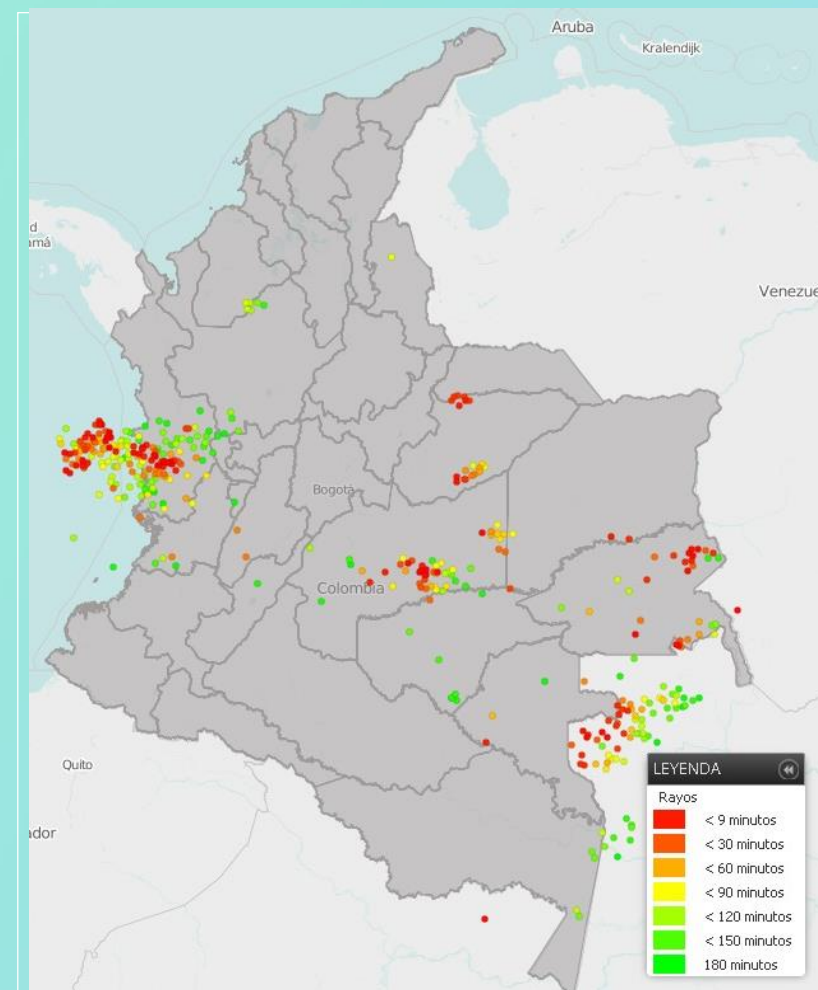 Aruba
Kralendijk
d
má
Venezue
Bogotá
Colombia
Quito
ador
LEYENDA
Rayos
< 9 minutos
< 30 minutos
< 60 minutos
< 90 minutos
< 120 minutos
< 150 minutos
180 minutos